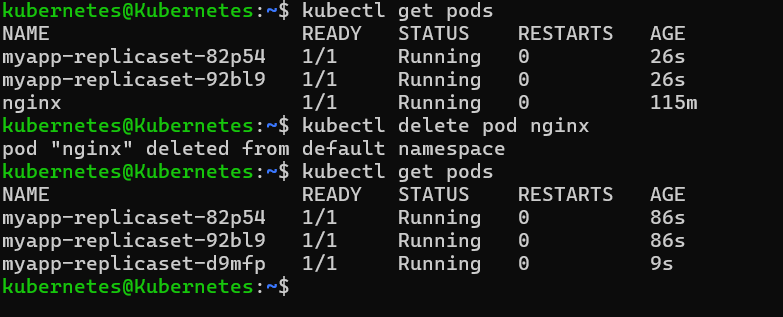 kubernetes@Kubernetes:~$ kubectl get pods
NAME READY STATUS RESTARTS AGE
myapp-replicaset-82p54 1/1 Running 0 26s
myapp-replicaset-92bl9 1/1 Running 0 26s
nginx 1/1 Running 0 115m
kubernetes@Kubernetes:~$ kubectl delete pod nginx
pod "nginx" deleted from default namespace
kubernetes@Kubernetes:~$ kubectl get pods
NAME READY STATUS RESTARTS AGE
myapp-replicaset-82p54 1/1 Running 0 86s
myapp-replicaset-92bl9 1/1 Running 0 86s
myapp-replicaset-d9mfp 1/1 Running 0 9s
kubernetes@Kubernetes:~$